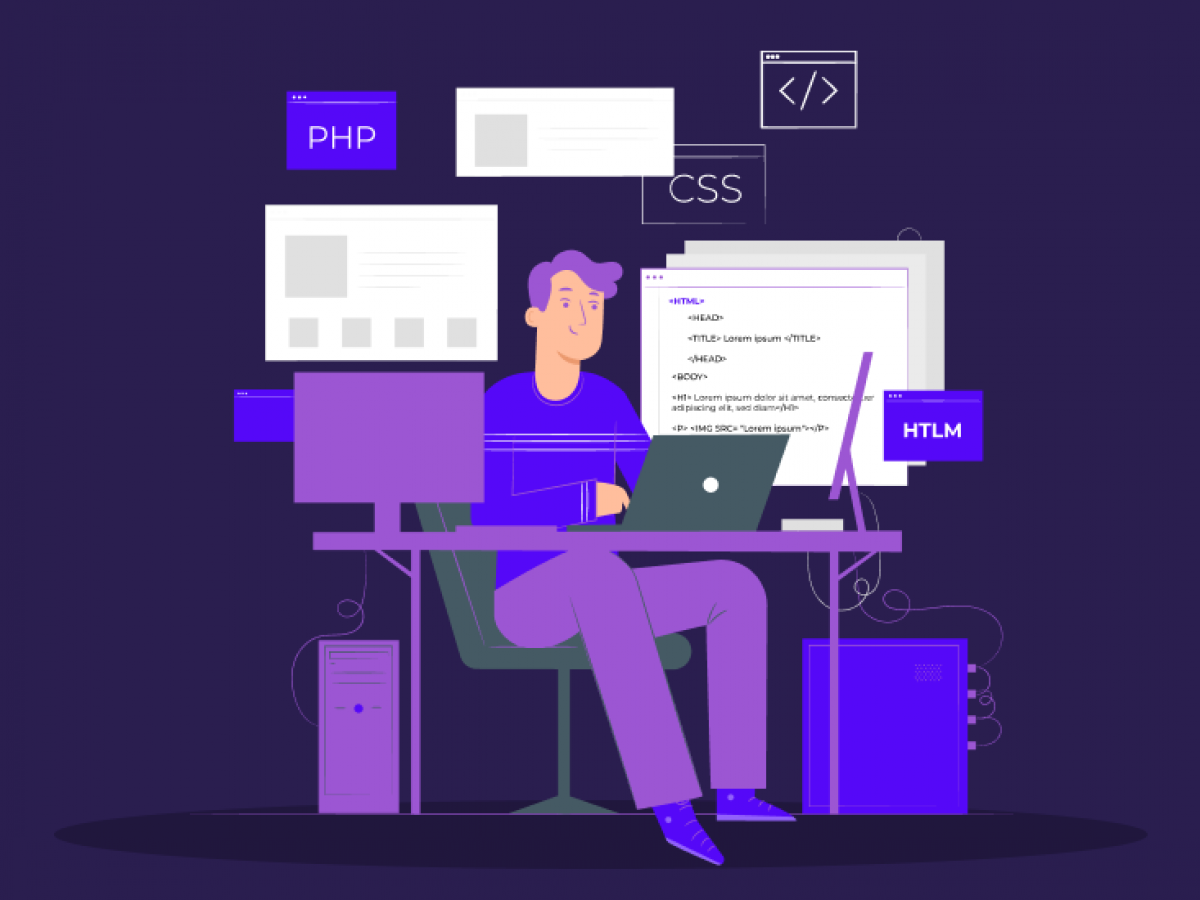 </>
PHP
CSS
<HTML>
<HEAD>
<TITLE> Lorem ipsum </TITLE>
</HEAD>
<BODY>
<H1> Lorem ipsum dolor sit amet,
adipiscing elit, sed diam</H1>
<P> <IMG SRC= "Lorem ipsum"></P>
HTLM